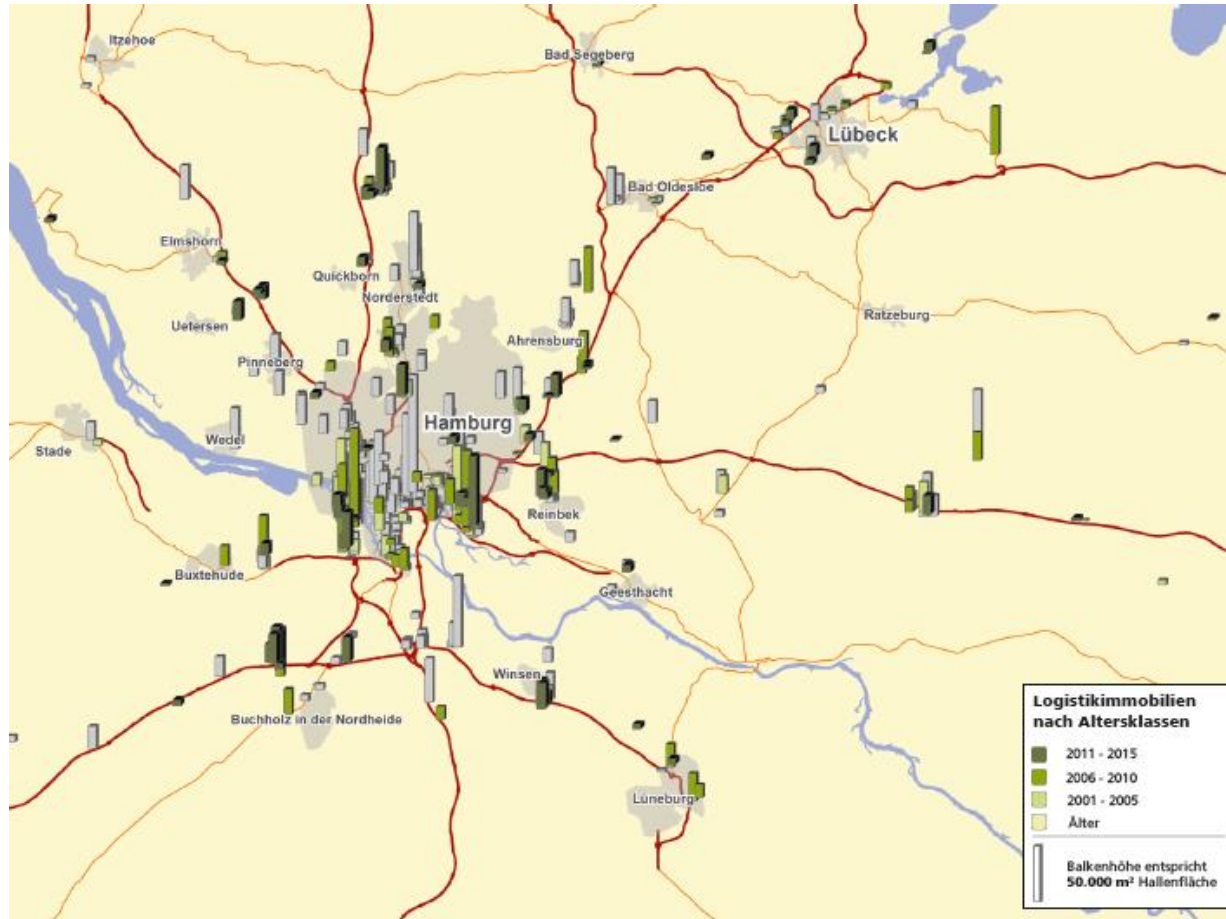 Itzehoe
Bad Segeberg
Lübeck
Bad Oldesloe
Elmshorn
Quickborn
Norderstedt
Uetersen
Ratzeburg
Ahrensburg
Pinneberg
Hamburg
Wedel
Stade
Reinbek
Buxtehude
Geesthacht
Winsen
Buchholz in der Nordheide
Lüneburg
Logistikimmobilien
nach Altersklassen
2011 - 2015
2006 - 2010
2001 - 2005
Älter
Balkenhöhe entspricht
50.000 m² Hallenfläche